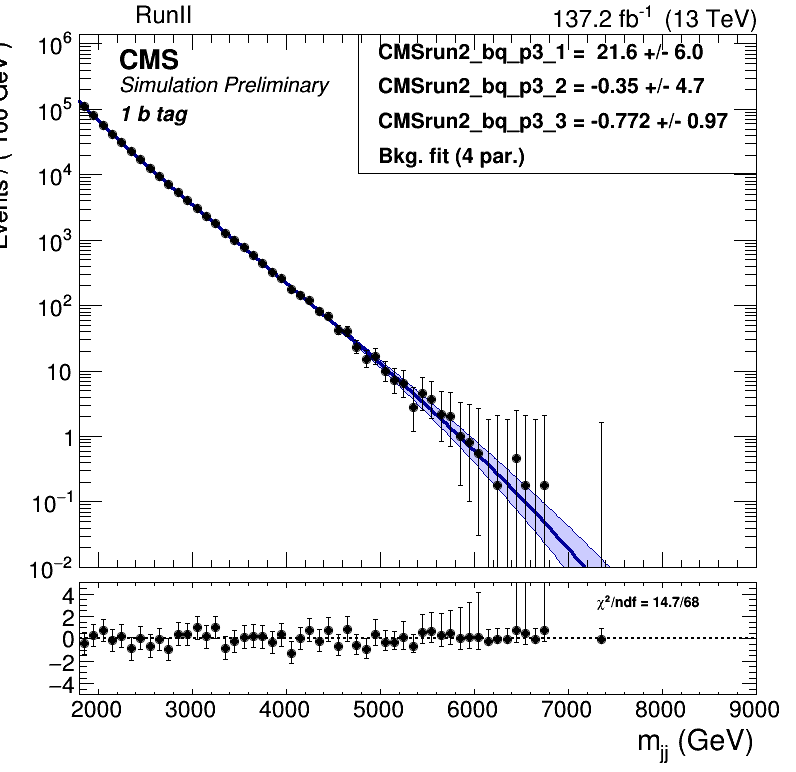 RunII
137.2 fb⁻¹ (13 TeV)
CMS
Simulation Preliminary
1 b tag
CMSrun2_bq_p3_1 = 21.6 +/- 6.0
CMSrun2_bq_p3_2 = -0.35 +/- 4.7
CMSrun2_bq_p3_3 = -0.772 +/- 0.97
Bkg. fit (4 par.)
10⁶
10⁵
10⁴
10³
10²
10
1
10⁻¹
10⁻²
χ²/ndf = 14.7/68
4
2
0
−2
−4
2000 3000 4000 5000 6000 7000 8000 9000
m_jj (GeV)